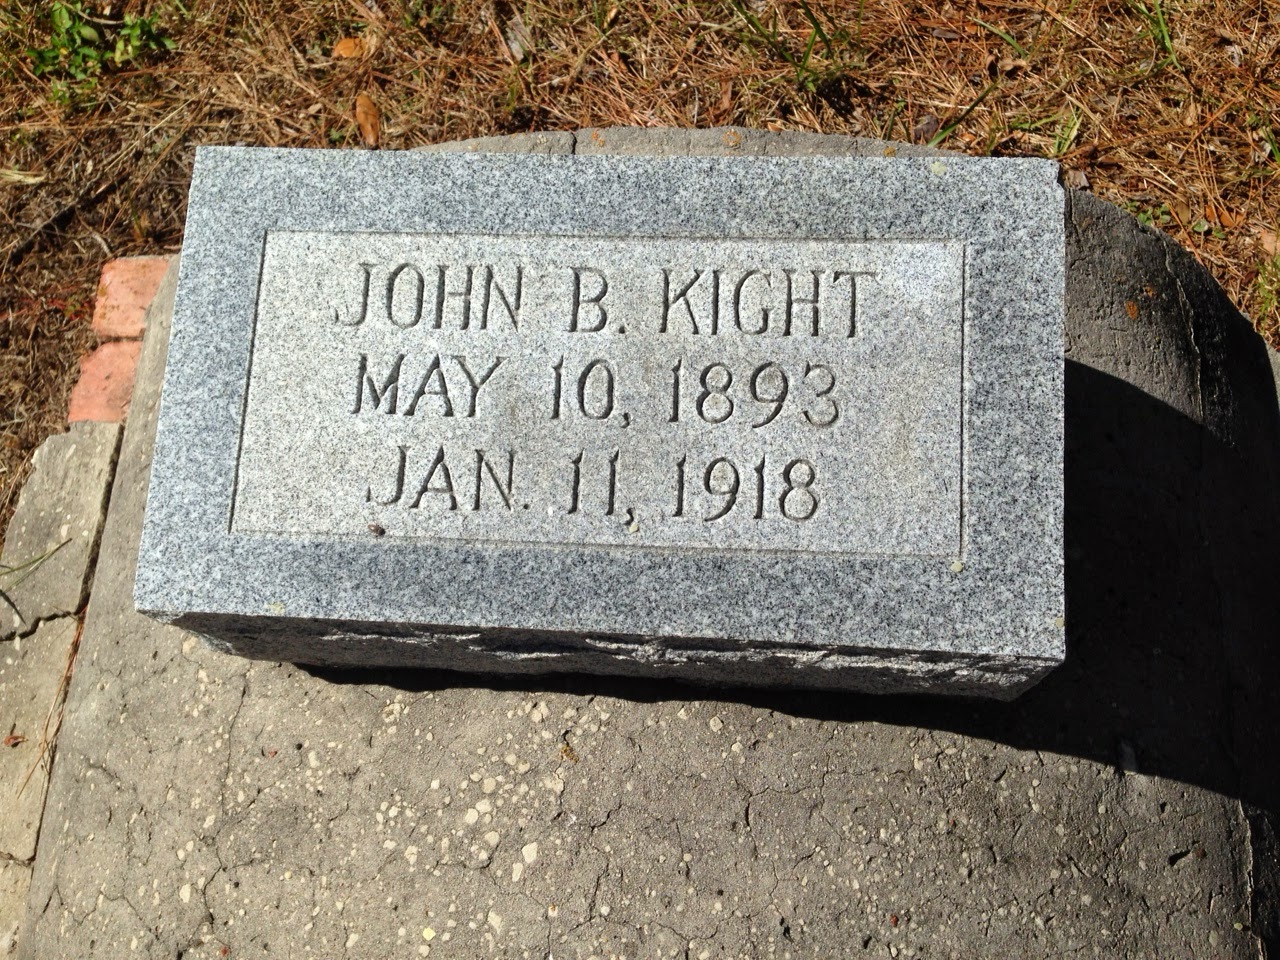 JOHN B. KIGHT
MAY 10, 1893
JAN. 11, 1918